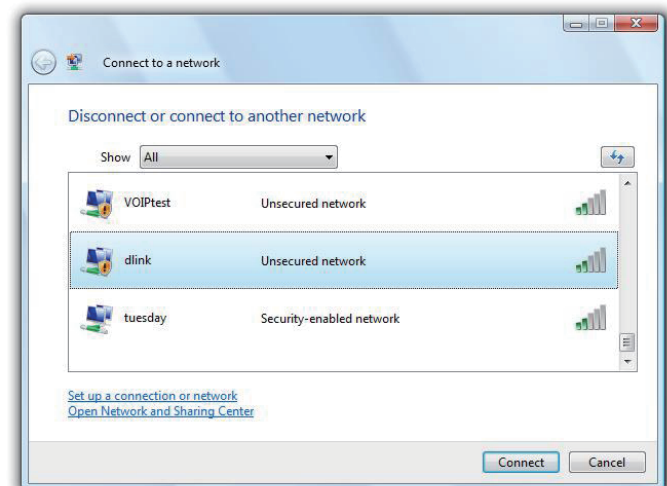 Connect to a network
Disconnect or connect to another network
Show All
VOIPtest Unsecured network
dlink Unsecured network
tuesday Security-enabled network
Set up a connection or network
Open Network and Sharing Center
Connect Cancel